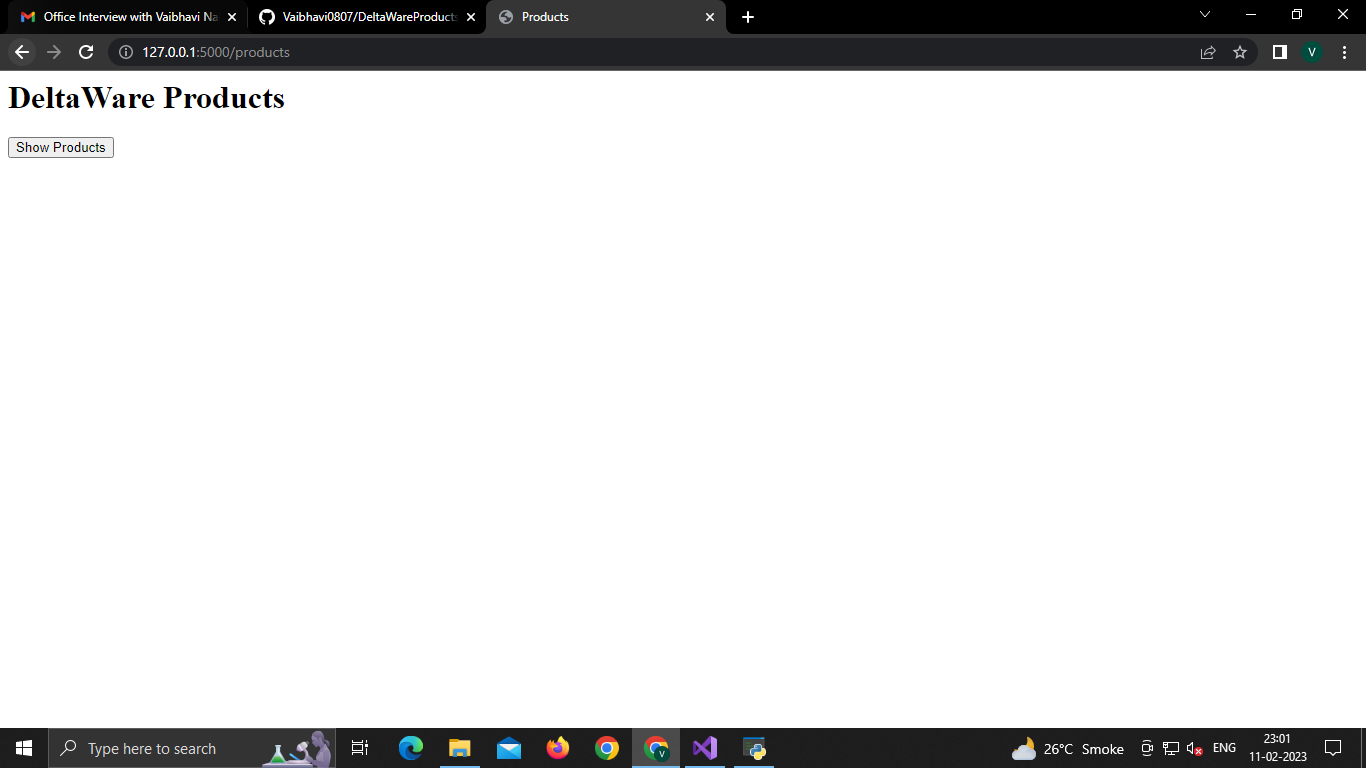 Office Interview with Vaibhavi Na
Vaibhavi0807/DeltaWareProducts
Products
127.0.0.1:5000/products
V
DeltaWare Products
Show Products
Type here to search
V
26°C Smoke
ENG
23:01
11-02-2023